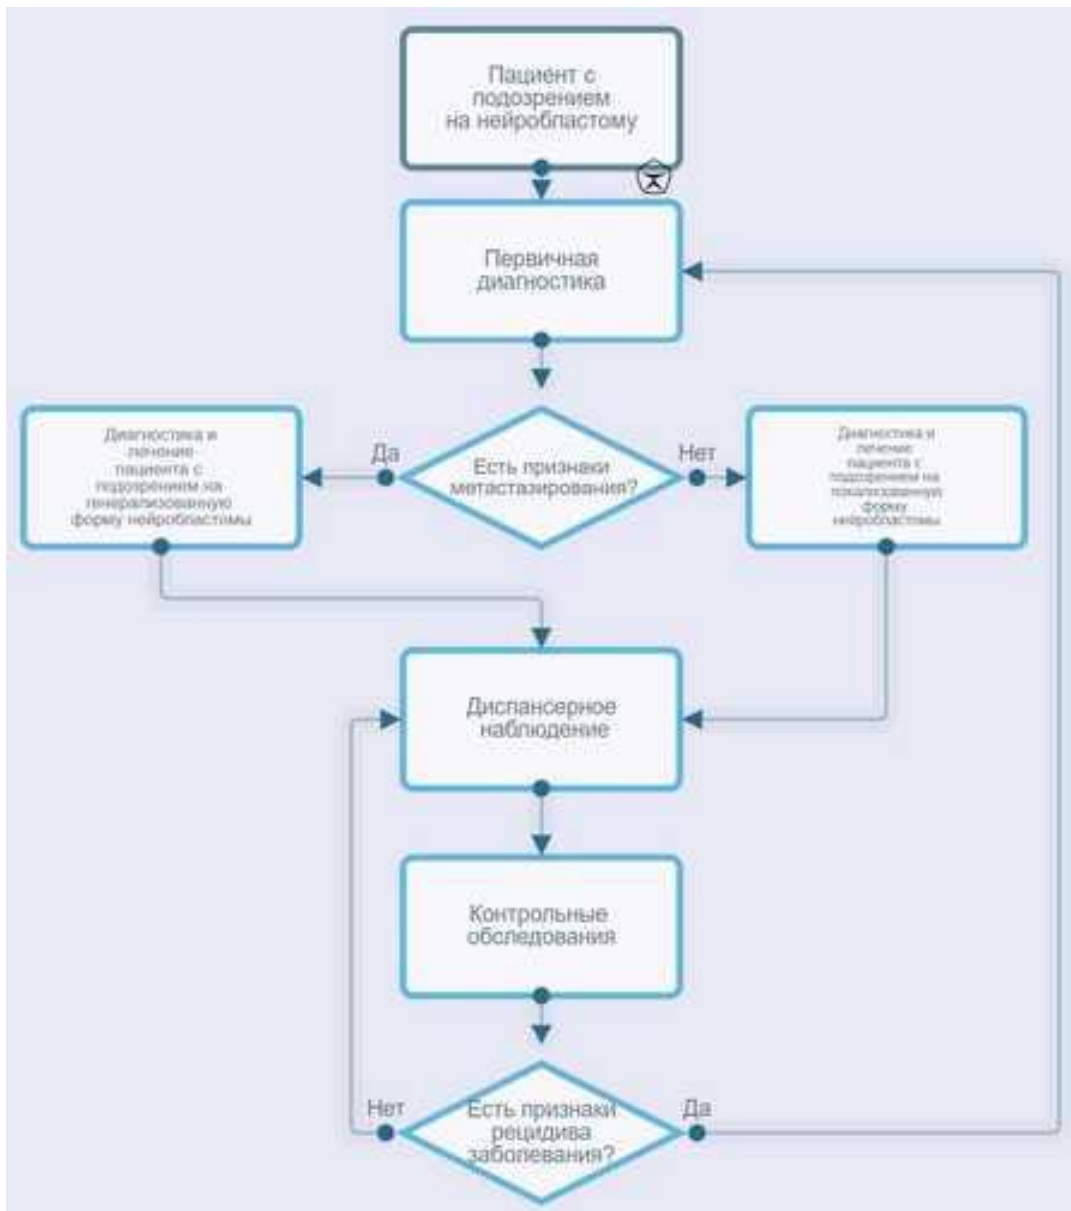 Пациент с
подозрением
на нейробластому
Первичная
диагностика
Диагностика и
лечение
пациента с
подозрением на
генерализованную
форму нейробластомы
Да
Есть признаки
метастазирования?
Нет
Диагностика и
лечение
пациента с
подозрением на
локализованную
форму
нейробластомы
Диспансерное
наблюдение
Контрольные
обследования
Нет
Есть признаки
рецидива
заболевания?
Да